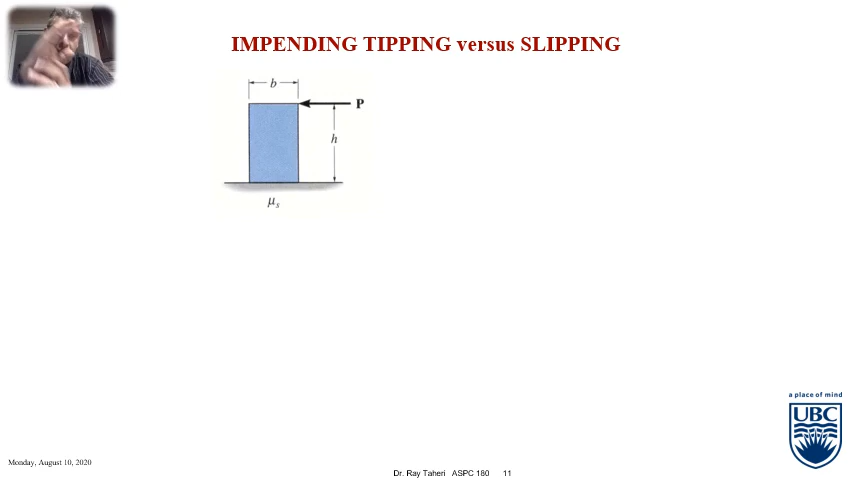 IMPENDING TIPPING versus SLIPPING
b
P
h
μs
a place of mind
UBC
Monday, August 10, 2020
Dr. Ray Taheri ASPC 180 11